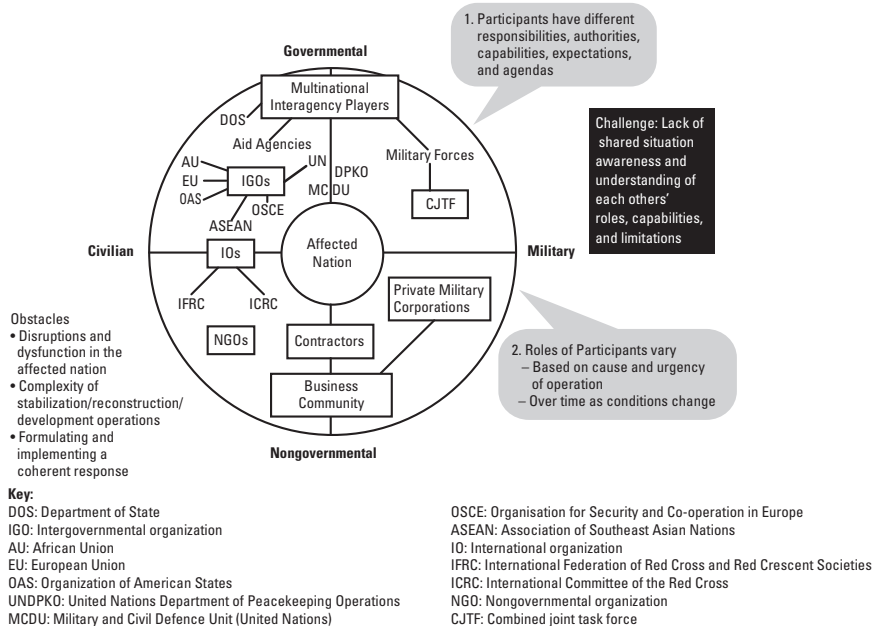 1. Participants have different
responsibilities, authorities,
capabilities, expectations,
and agendas
Governmental
Multinational
Interagency Players
DOS
Aid Agencies
Military Forces
AU
UN
DPKO
EU
IGOs
OAS
MCDU
OSCE
ASEAN
CJTF
Challenge: Lack of
shared situation
awareness and
understanding of
each others’
roles, capabilities,
and limitations
Civilian
IOs
Affected
Nation
Military
IFRC
ICRC
Private Military
Corporations
NGOs
Contractors
Business
Community
Nongovernmental
Obstacles
• Disruptions and
dysfunction in the
affected nation
• Complexity of
stabilization/reconstruction/
development operations
• Formulating and
implementing a
coherent response
2. Roles of Participants vary
– Based on cause and urgency
of operation
– Over time as conditions change
Key:
DOS: Department of State
IGO: Intergovernmental organization
AU: African Union
EU: European Union
OAS: Organization of American States
UNDPKO: United Nations Department of Peacekeeping Operations
MCDU: Military and Civil Defence Unit (United Nations)
OSCE: Organisation for Security and Co-operation in Europe
ASEAN: Association of Southeast Asian Nations
IO: International organization
IFRC: International Federation of Red Cross and Red Crescent Societies
ICRC: International Committee of the Red Cross
NGO: Nongovernmental organization
CJTF: Combined joint task force